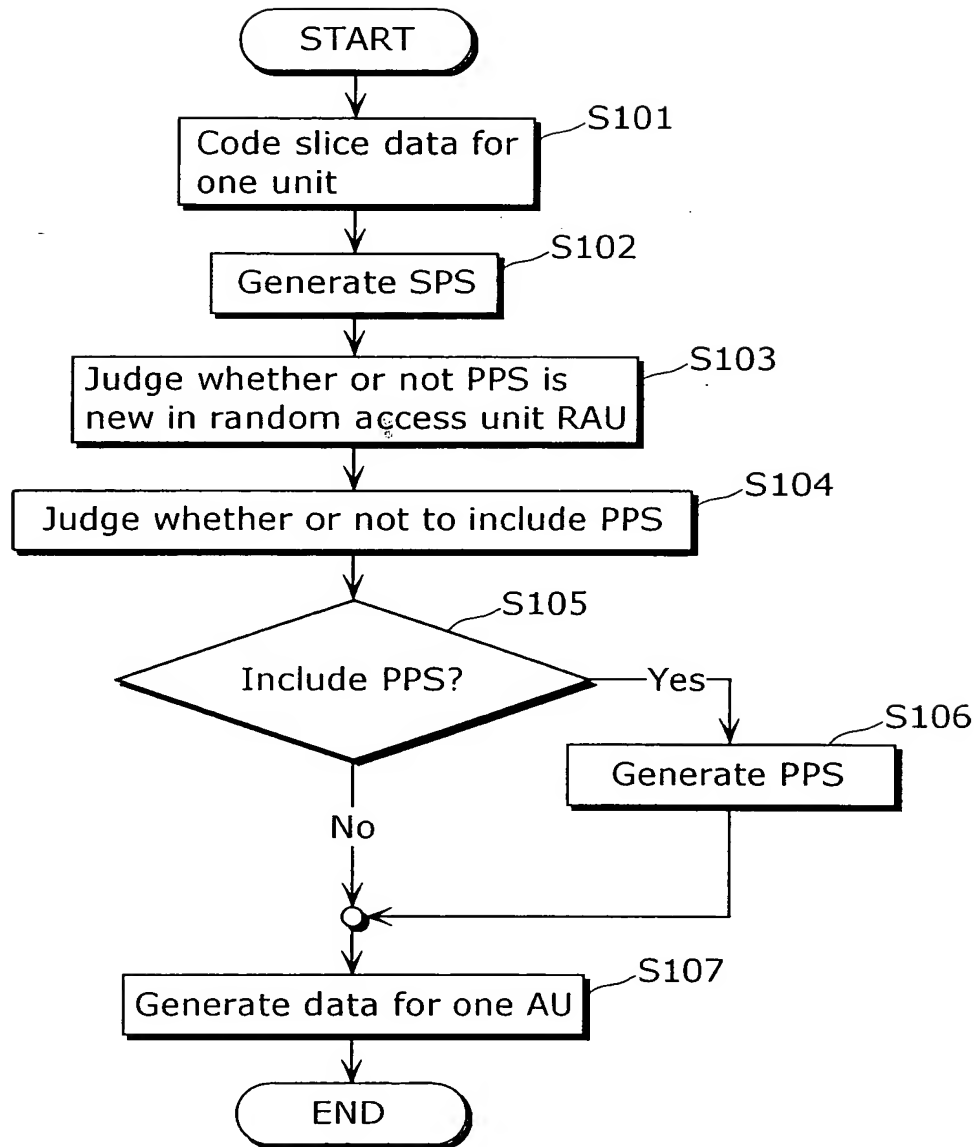 START
S101
Code slice data for
one unit
S102
Generate SPS
S103
Judge whether or not PPS is
new in random access unit RAU
S104
Judge whether or not to include PPS
S105
Include PPS?
Yes
S106
Generate PPS
No
S107
Generate data for one AU
END